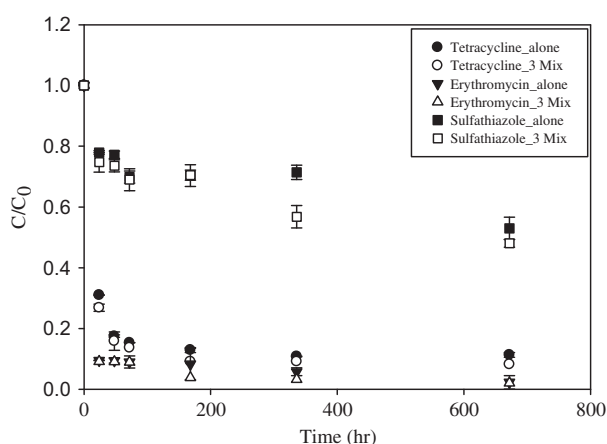 1.2
1.0
0.8
0.6
0.4
0.2
0.0
C/C0
Tetracycline_alone
Tetracycline_3 Mix
Erythromycin_alone
Erythromycin_3 Mix
Sulfathiazole_alone
Sulfathiazole_3 Mix
0 200 400 600 800
Time (hr)